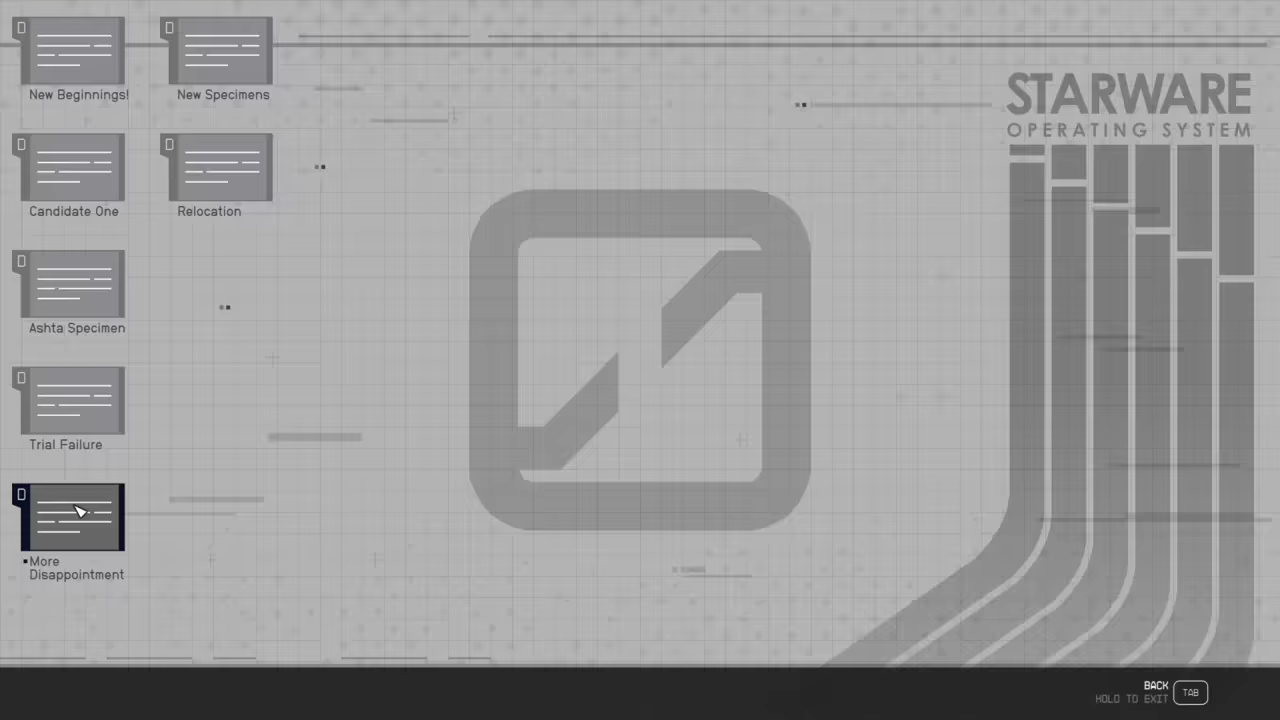 New Beginnings!
New Specimens
STARWARE
OPERATING SYSTEM
Candidate One
Relocation
Ashta Specimen
Trial Failure
More
Disappointment
BACK
HOLD TO EXIT
TAB